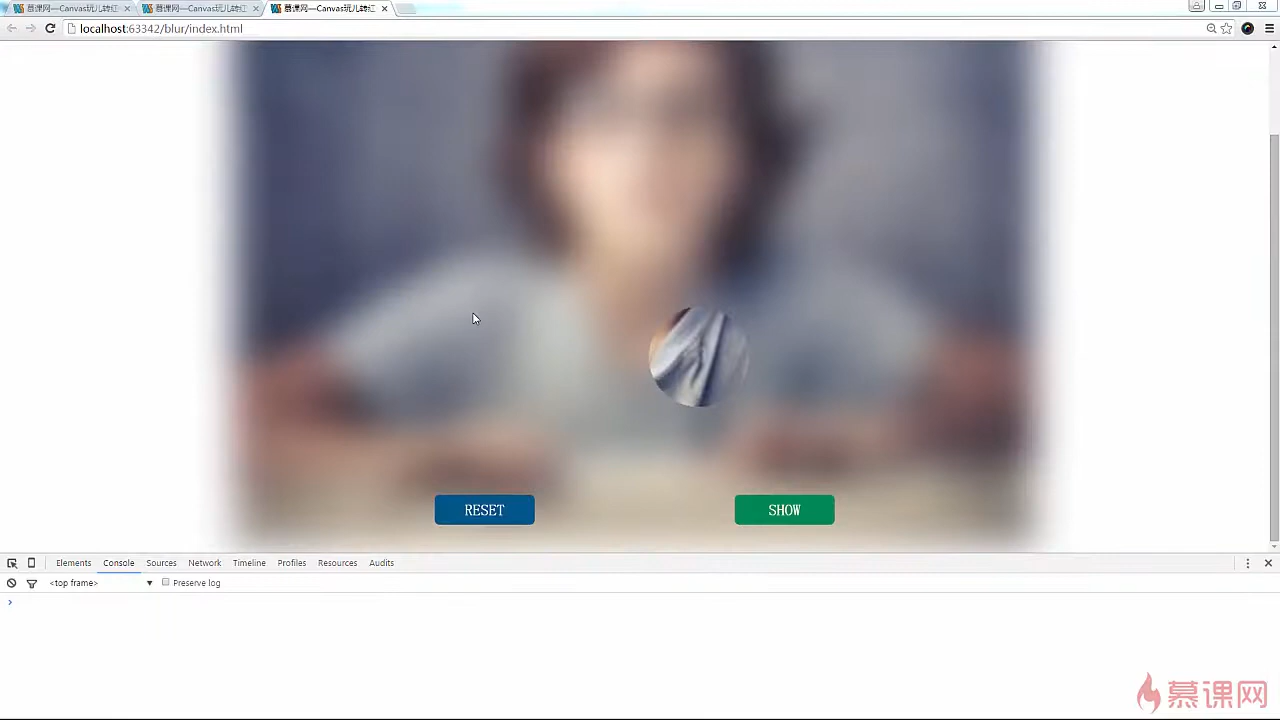 慕课网—Canvas玩儿转红 慕课网—Canvas玩儿转红 慕课网—Canvas玩儿转红
localhost:63342/blur/index.html
RESET SHOW
Elements Console Sources Network Timeline Profiles Resources Audits
<top frame> Preserve log
慕课网